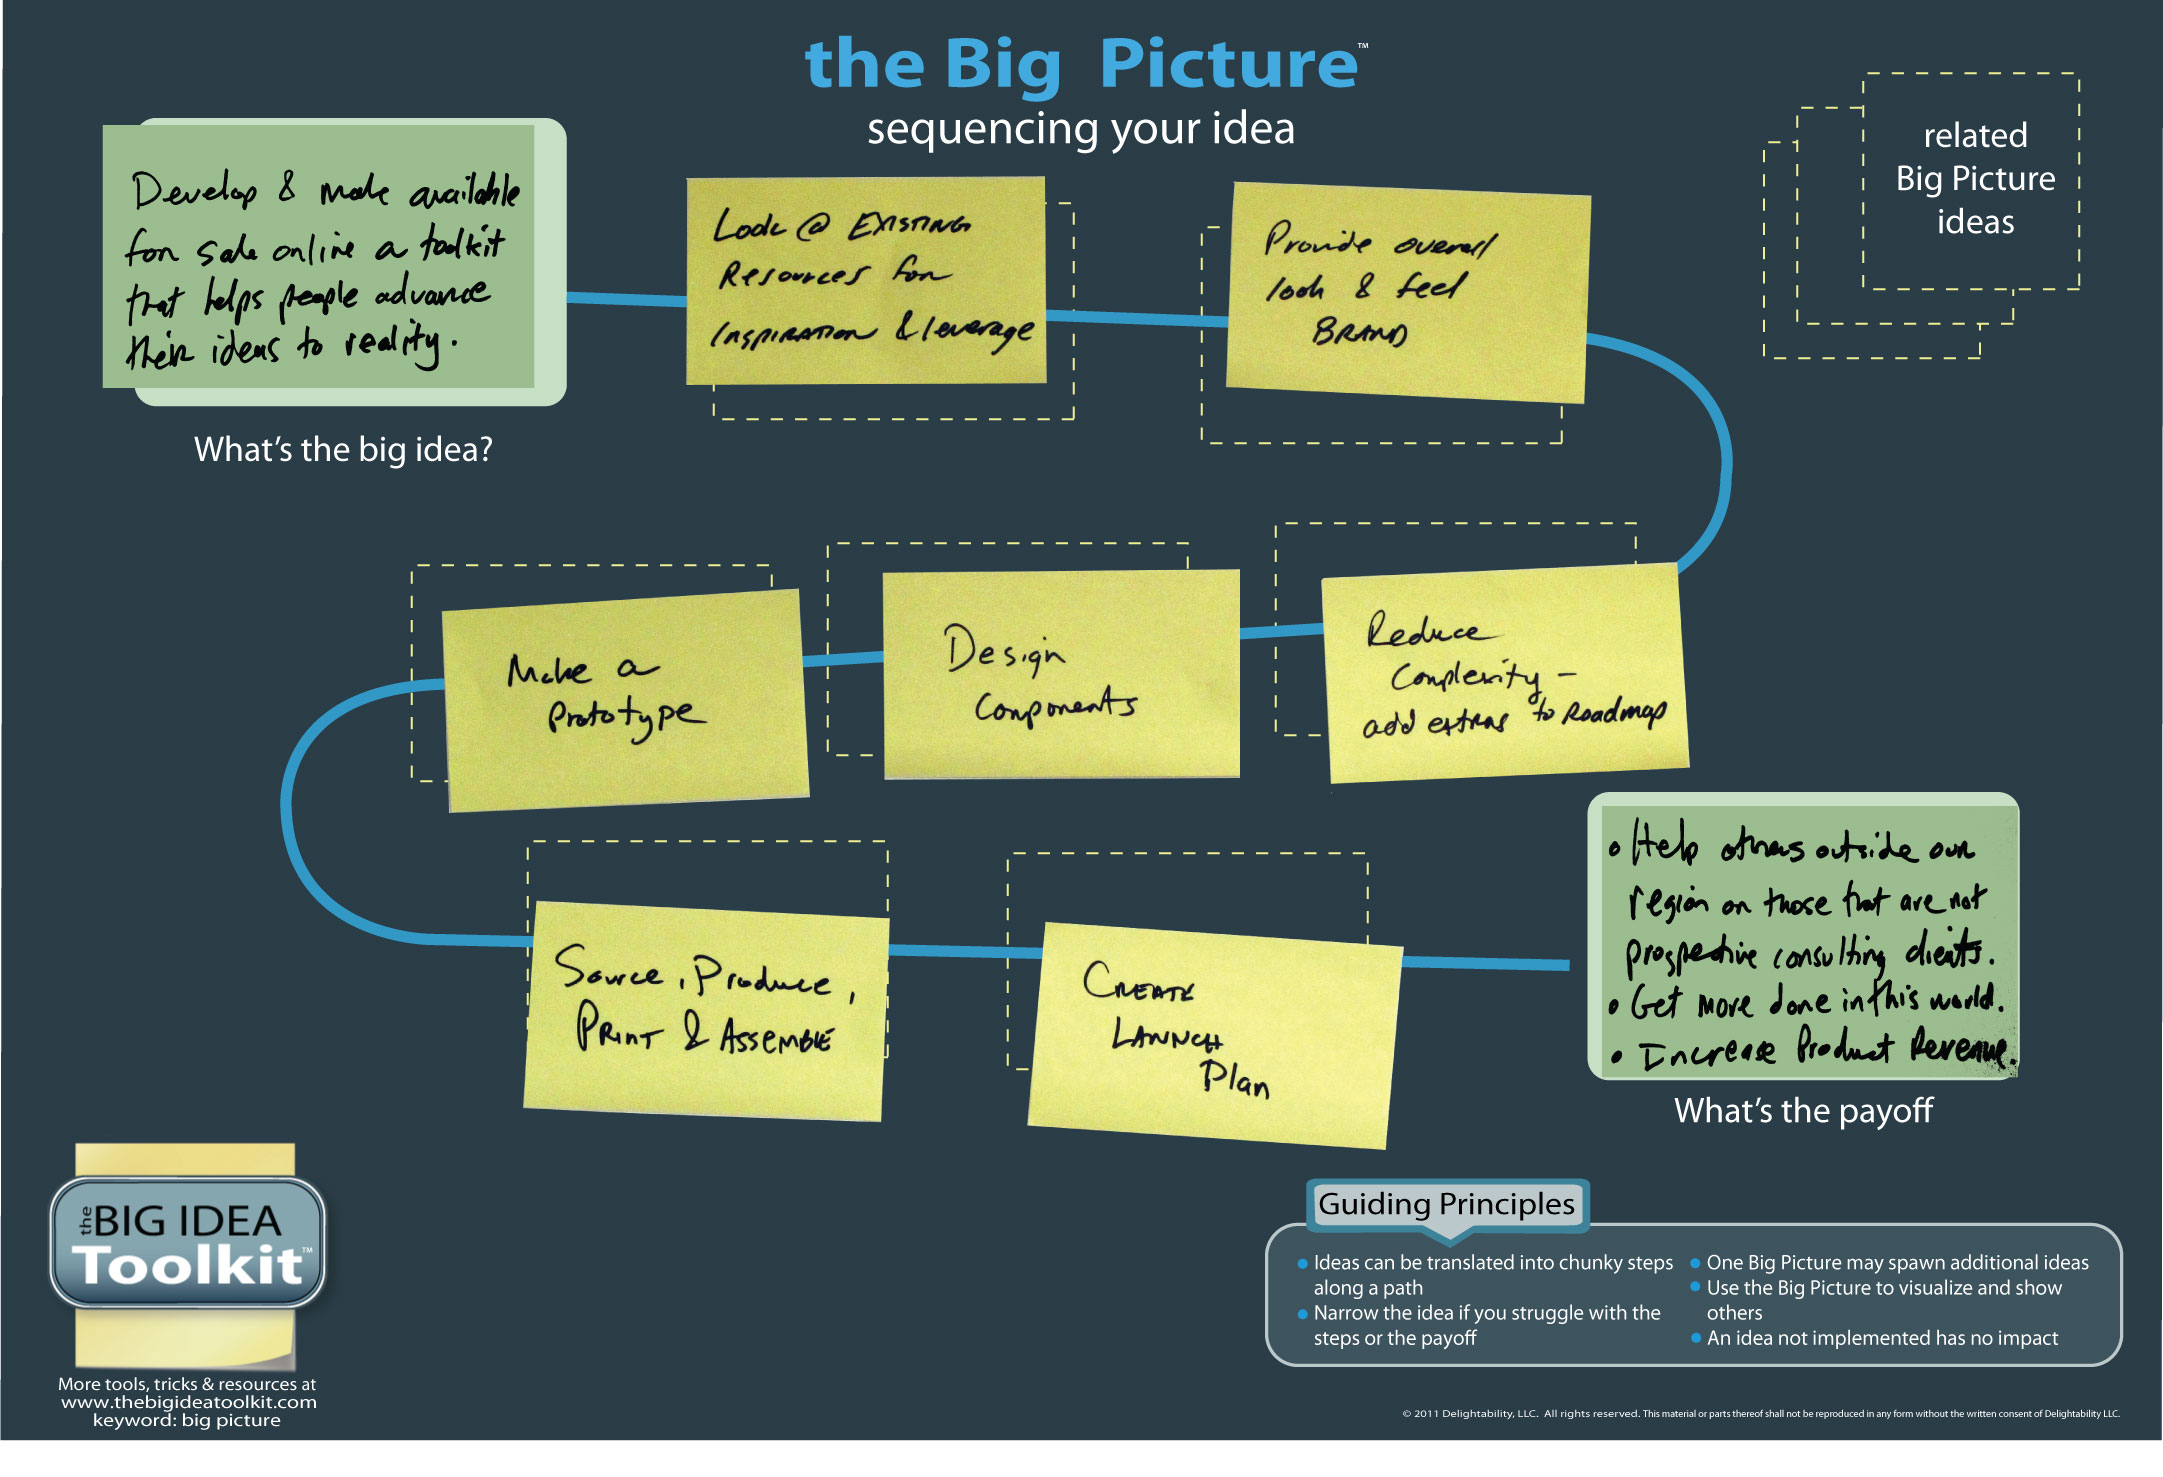 the Big Picture™
sequencing your idea
related
Big Picture
ideas
Develop & make available
for sale online a toolkit
that helps people advance
their ideas to reality.
What's the big idea?
Look @ EXISTING
Resources for
INSPIRATION & leverage
Provide overall
look & feel
BRAND
Reduce
Complexity –
add extras to Roadmap
Design
Components
Make a
Prototype
Source, Produce,
PRINT & ASSEMBLE
CREATE
LAUNCH
Plan
• Help others outside our
region or those that are not
prospective consulting clients.
• Get more done in this world.
• Increase Product Revenue.
What's the payoff
Guiding Principles
• Ideas can be translated into chunky steps
along a path
• Narrow the idea if you struggle with the
steps or the payoff
• One Big Picture may spawn additional ideas
• Use the Big Picture to visualize and show
others
• An idea not implemented has no impact
the BIG IDEA
Toolkit™
More tools, tricks & resources at
www.thebigideatoolkit.com
keyword: big picture
© 2011 Delightability, LLC. All rights reserved. This material or parts thereof shall not be reproduced in any form without the written consent of Delightability LLC.